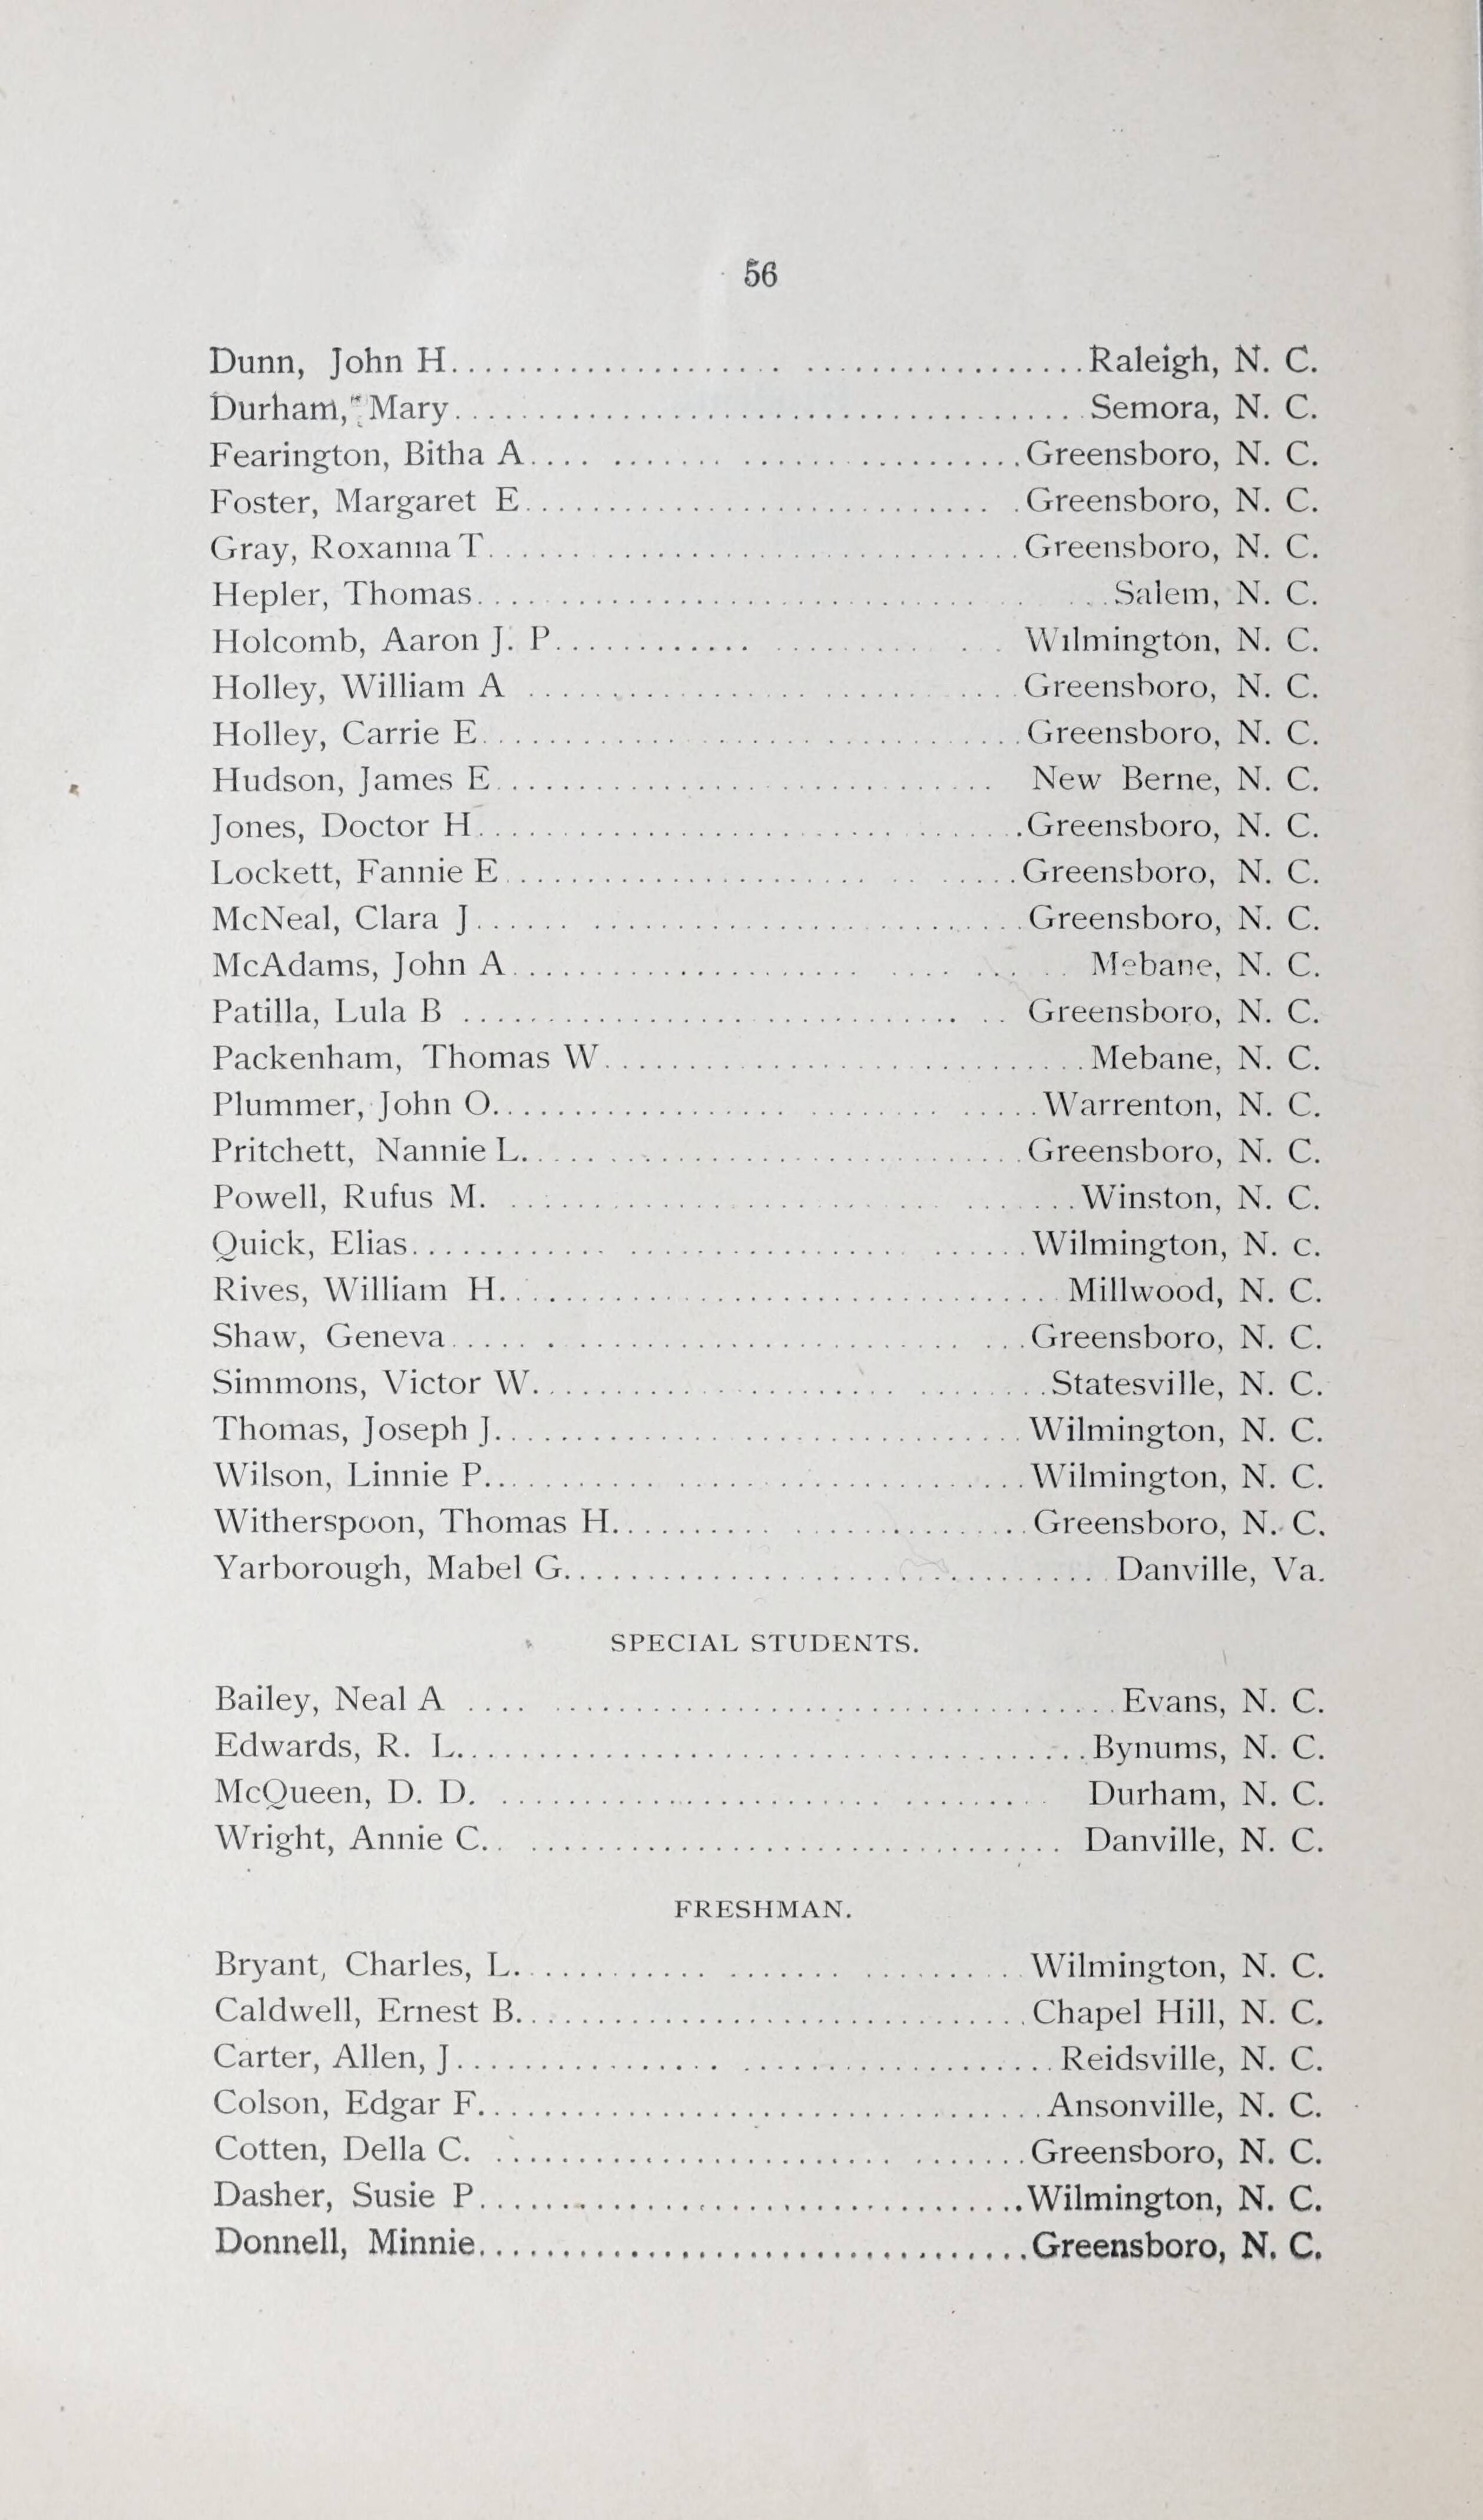 56
Dunn, John H. Raleigh, N. C.
Durham, Mary. Semora, N. C.
Fearington, Bitha A. Greensboro, N. C.
Foster, Margaret E. Greensboro, N. C.
Gray, Roxanna T. Greensboro, N. C.
Hepler, Thomas. Salem, N. C.
Holcomb, Aaron J. P. Wilmington, N. C.
Holley, William A Greensboro, N. C.
Holley, Carrie E. Greensboro, N. C.
Hudson, James E. New Berne, N. C.
Jones, Doctor H. Greensboro, N. C.
Lockett, Fannie E. Greensboro, N. C.
McNeal, Clara J. Greensboro, N. C.
McAdams, John A. Mebane, N. C.
Patilla, Lula B Greensboro, N. C.
Packenham, Thomas W. Mebane, N. C.
Plummer, John O. Warrenton, N. C.
Pritchett, Nannie L. Greensboro, N. C.
Powell, Rufus M. Winston, N. C.
Quick, Elias. Wilmington, N. c.
Rives, William H. Millwood, N. C.
Shaw, Geneva. Greensboro, N. C.
Simmons, Victor W. Statesville, N. C.
Thomas, Joseph J. Wilmington, N. C.
Wilson, Linnie P. Wilmington, N. C.
Witherspoon, Thomas H. Greensboro, N. C.
Yarborough, Mabel G. Danville, Va.
SPECIAL STUDENTS.
Bailey, Neal A Evans, N. C.
Edwards, R. L. Bynums, N. C.
McQueen, D. D. Durham, N. C.
Wright, Annie C. Danville, N. C.
FRESHMAN.
Bryant, Charles, L. Wilmington, N. C.
Caldwell, Ernest B. Chapel Hill, N. C.
Carter, Allen, J. Reidsville, N. C.
Colson, Edgar F. Ansonville, N. C.
Cotten, Della C. Greensboro, N. C.
Dasher, Susie P. Wilmington, N. C.
Donnell, Minnie. Greensboro, N. C.